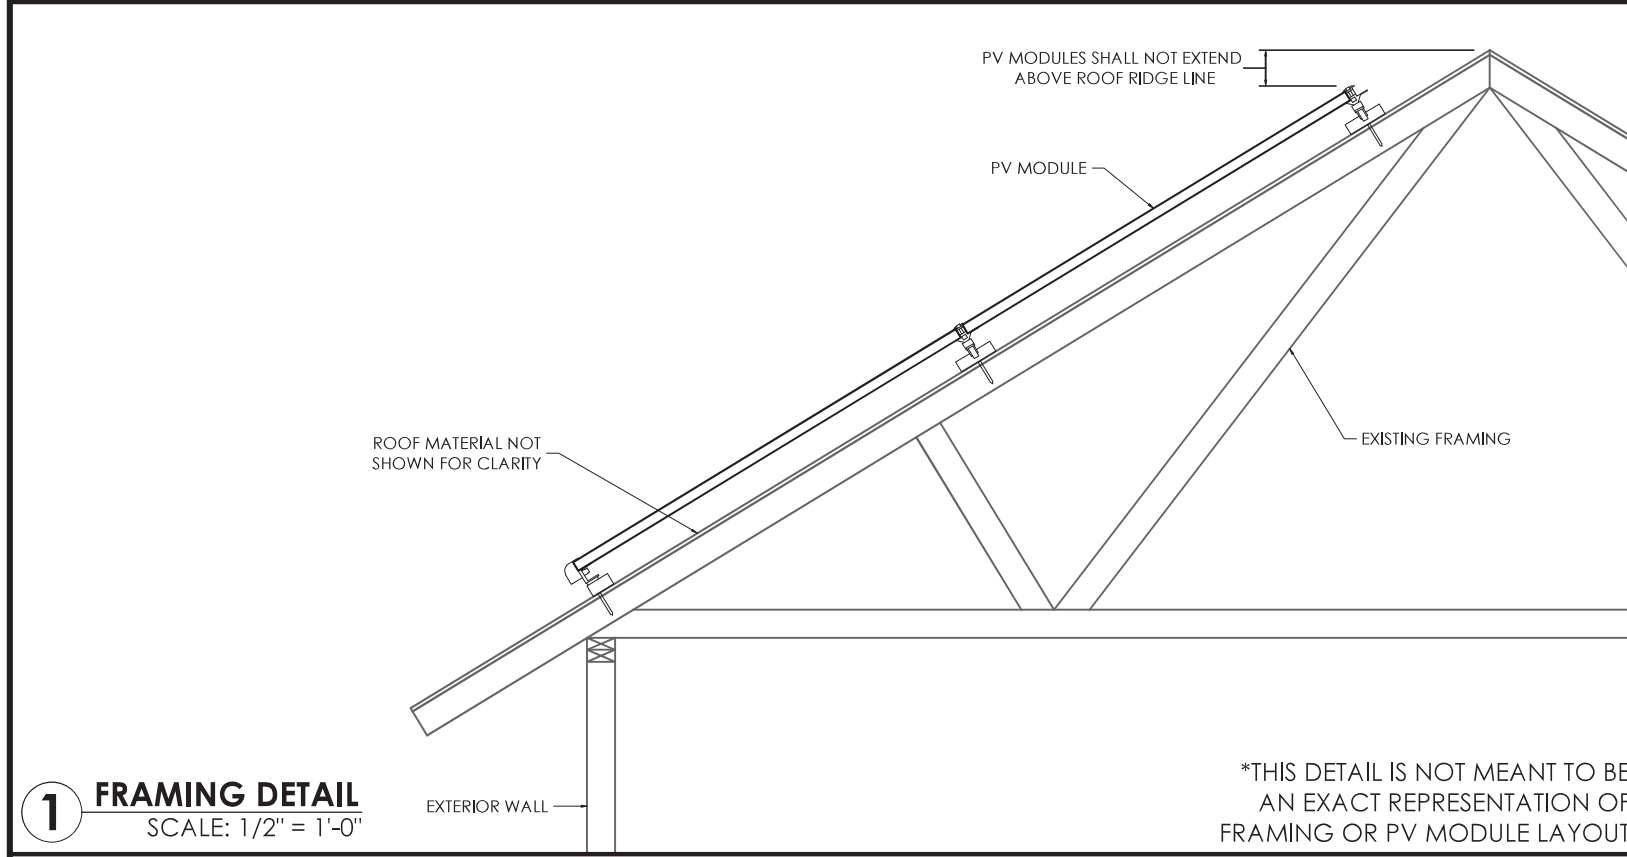 PV MODULES SHALL NOT EXTEND
ABOVE ROOF RIDGE LINE
PV MODULE
ROOF MATERIAL NOT
SHOWN FOR CLARITY
EXISTING FRAMING
1
FRAMING DETAIL
SCALE: 1/2" = 1'-0"
EXTERIOR WALL
*THIS DETAIL IS NOT MEANT TO BE
AN EXACT REPRESENTATION OF
FRAMING OR PV MODULE LAYOUT